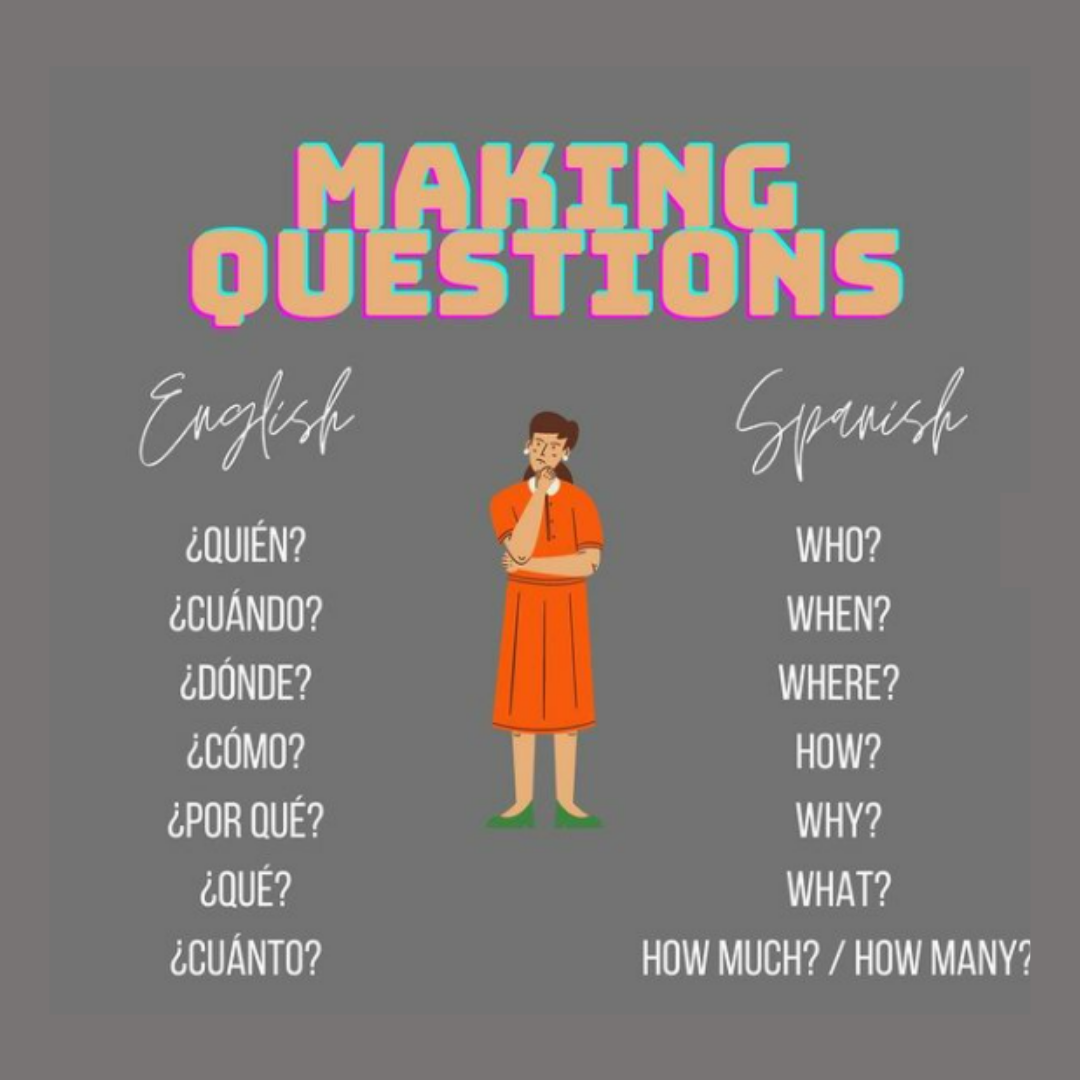 MAKING
QUESTIONS
English
Spanish
¿QUIÉN?
WHO?
¿CUÁNDO?
WHEN?
¿DÓNDE?
WHERE?
¿CÓMO?
HOW?
¿POR QUÉ?
WHY?
¿QUÉ?
WHAT?
¿CUÁNTO?
HOW MUCH? / HOW MANY?